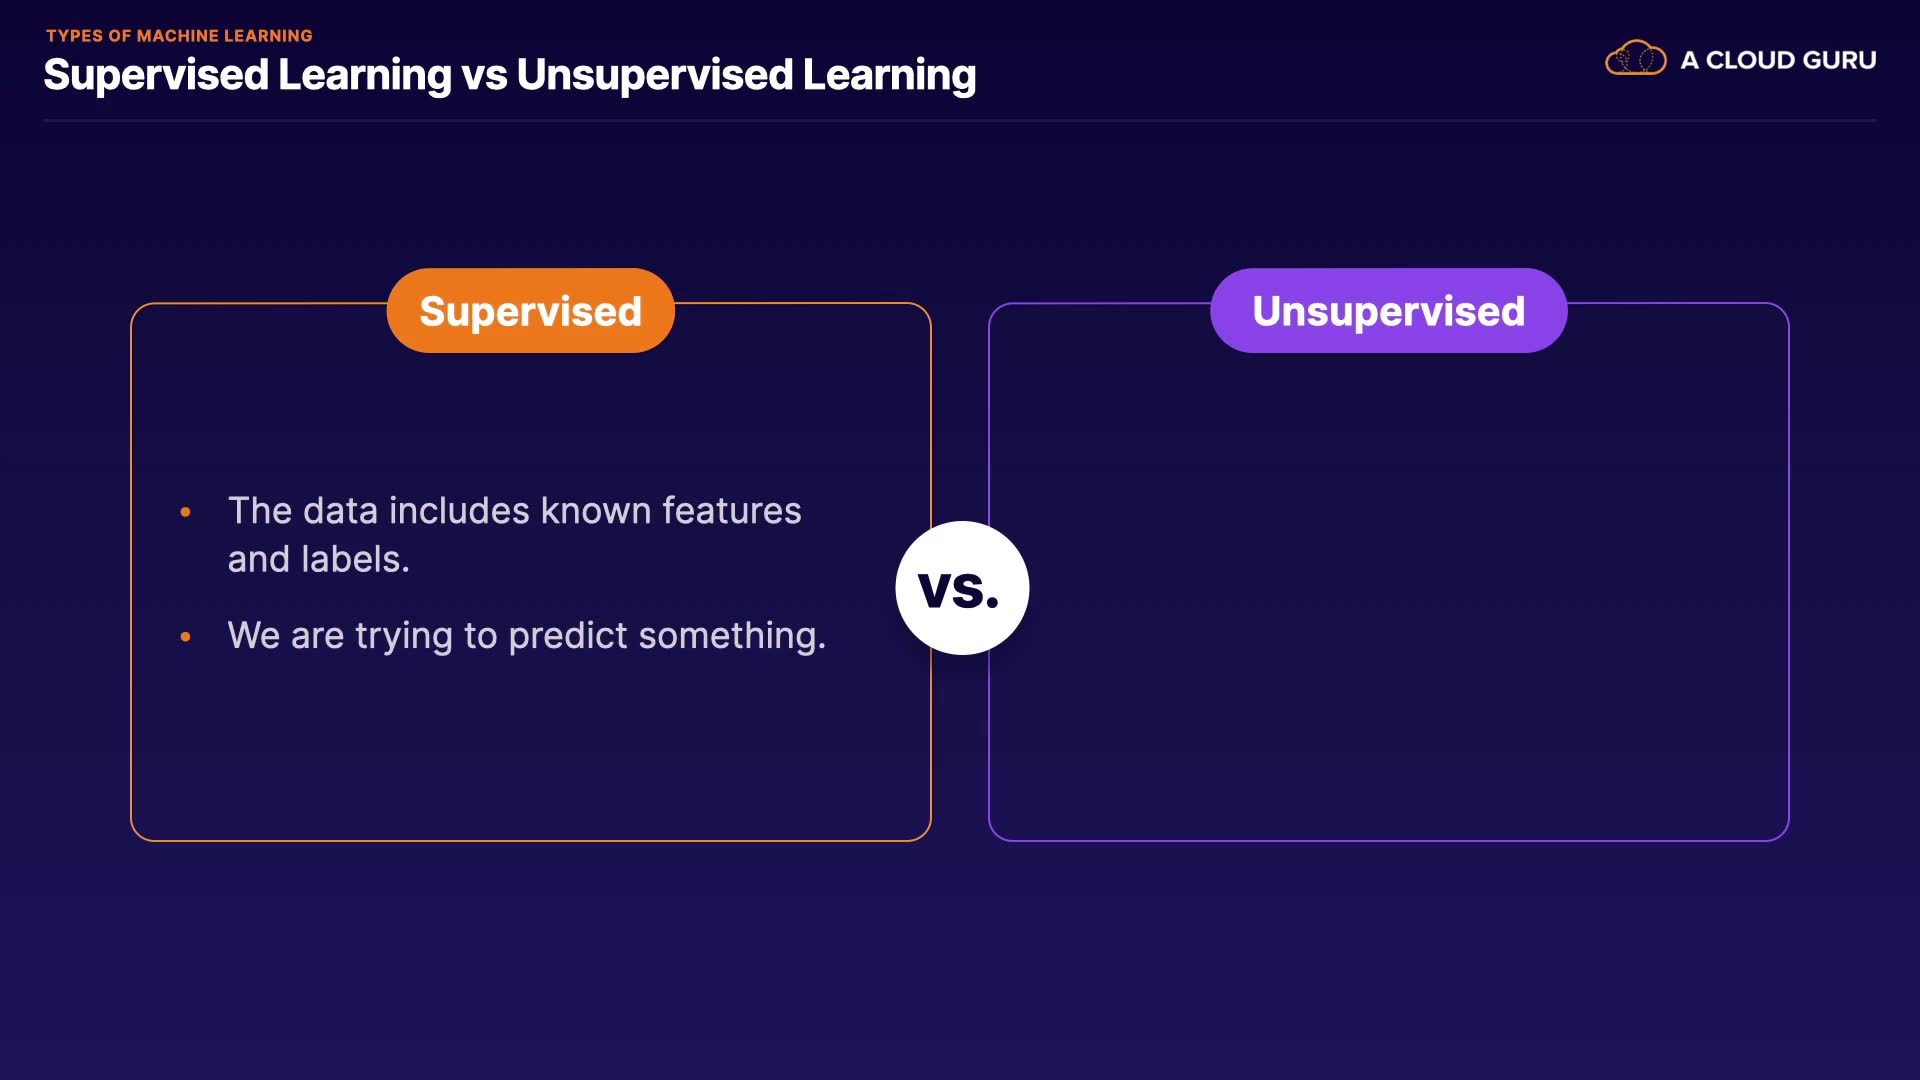 TYPES OF MACHINE LEARNING
Supervised Learning vs Unsupervised Learning
A CLOUD GURU
Supervised
• The data includes known features
and labels.
• We are trying to predict something.
vs.
Unsupervised